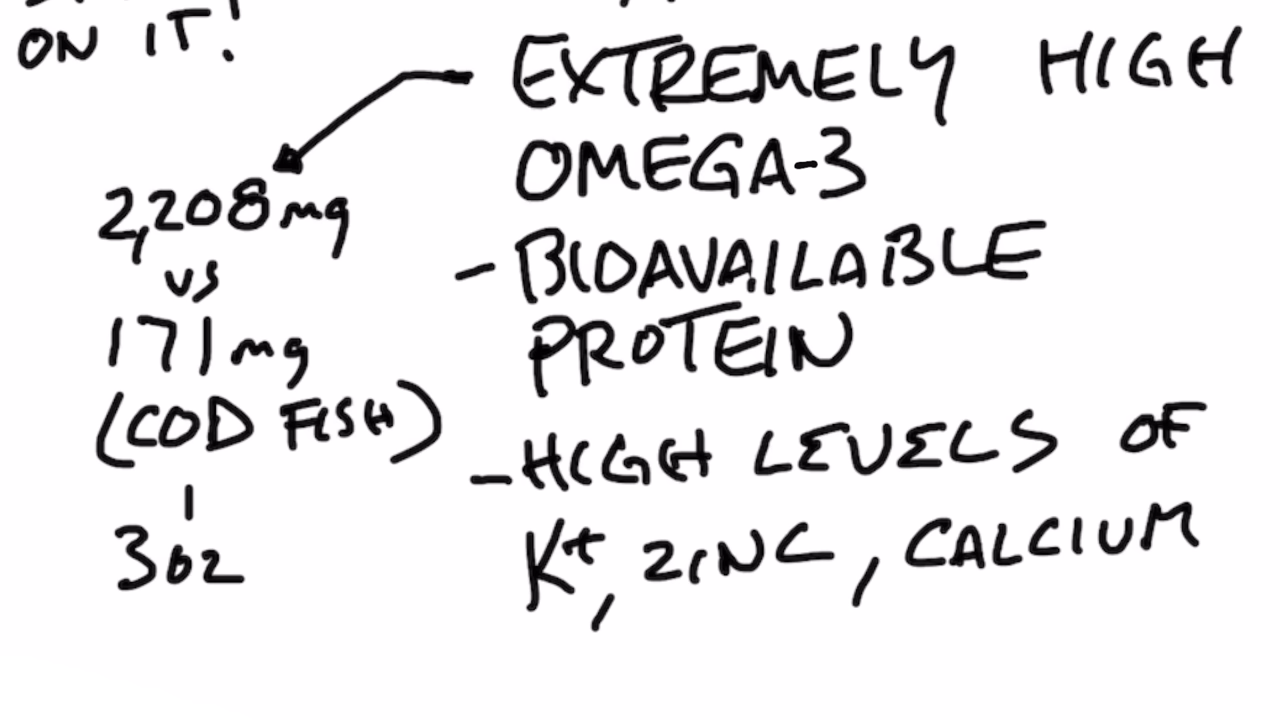 ON IT!
EXTREMELY HIGH
OMEGA-3
2,208mg
vs
171mg
(COD FISH)
3oz
- BIOAVAILABLE
PROTEIN
- HIGH LEVELS OF
K+, ZINC, CALCIUM